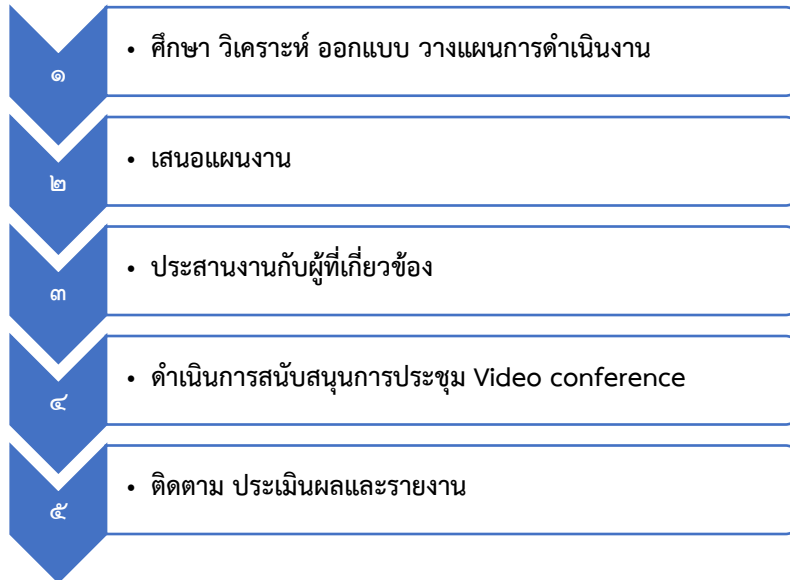 ๑
• ศึกษา วิเคราะห์ ออกแบบ วางแผนการดำเนินงาน
๒
• เสนอแผนงาน
๓
• ประสานงานกับผู้ที่เกี่ยวข้อง
๔
• ดำเนินการสนับสนุนการประชุม Video conference
๕
• ติดตาม ประเมินผลและรายงาน